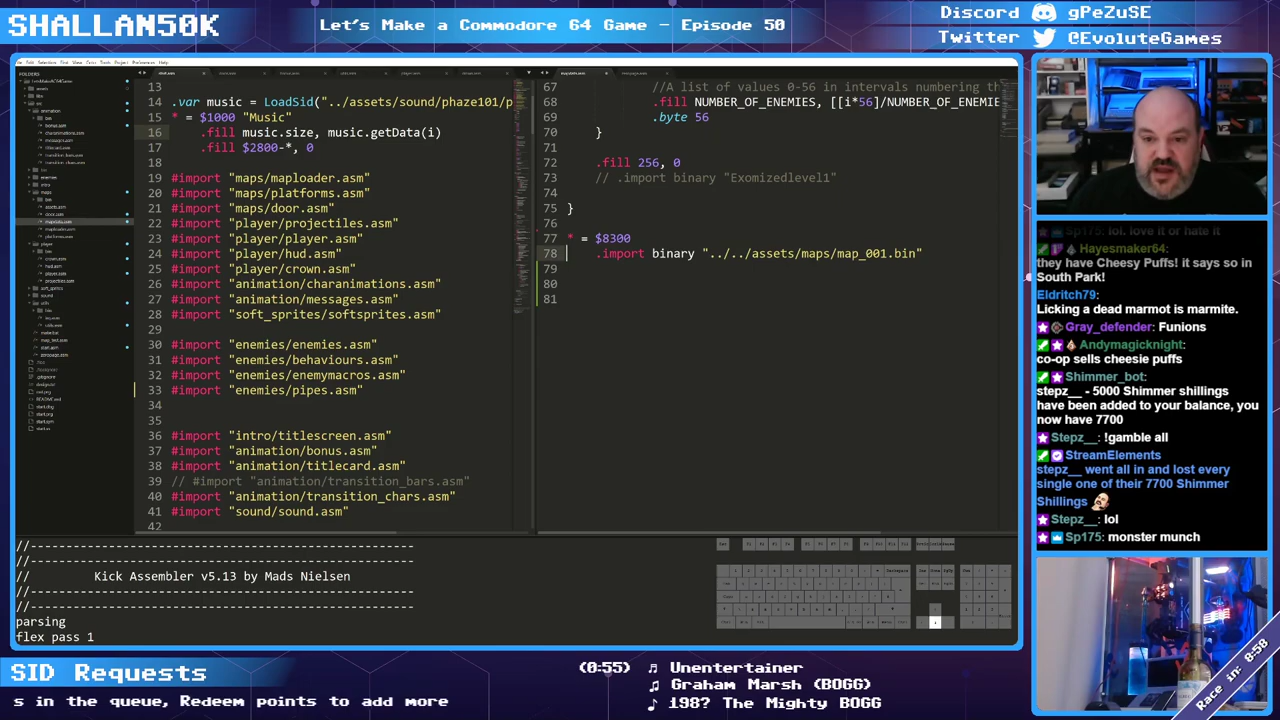 SHALLAN50K
Let's Make a Commodore 64 Game - Episode 50
Discord gPeZuSE
Twitter @EvoluteGames
FOLDERS
13
14 .var music = LoadSid("../assets/sound/phaze101/p
15 * = $1000 "Music"
16 .fill music.size, music.getData(i)
17 .fill $2800-*, 0
18
19 #import "maps/maploader.asm"
20 #import "maps/platforms.asm"
21 #import "maps/door.asm"
22 #import "player/projectiles.asm"
23 #import "player/player.asm"
24 #import "player/hud.asm"
25 #import "player/crown.asm"
26 #import "animation/charanimations.asm"
27 #import "animation/messages.asm"
28 #import "soft_sprites/softsprites.asm"
29
30 #import "enemies/enemies.asm"
31 #import "enemies/behaviours.asm"
32 #import "enemies/enemymacros.asm"
33 #import "enemies/pipes.asm"
34
35
36 #import "intro/titlescreen.asm"
37 #import "animation/bonus.asm"
38 #import "animation/titlecard.asm"
39 // #import "animation/transition_bars.asm"
40 #import "animation/transition_chars.asm"
41 #import "sound/sound.asm"
42
67 //A list of values 0-56 in intervals numbering th
68 .fill NUMBER_OF_ENEMIES, [[i*56]/NUMBER_OF_ENEMIE
69 .byte 56
70 }
71
72 .fill 256, 0
73 // .import binary "Exomizedlevel1"
74
75 }
76
77 * = $8300
78 .import binary "../../assets/maps/map_001.bin"
79
80
81
Sp175: lol. love it or hate it
Hayesmaker64:
they have Cheesy Puffs! it says so in
South Park!
Eldritch79:
Licking a dead marmot is marmite.
Gray_defender: Funions
Andymagicknight:
co-op sells cheesie puffs
Shimmer_bot:
stepz__ - 5000 Shimmer shillings
have been added to your balance, you
now have 7700
Stepz__: !gamble all
StreamElements:
stepz__ went all in and lost every
single one of their 7700 Shimmer
Shillings
Stepz__: lol
Sp175: monster munch
//------------------------------------------------------
//------------------------------------------------------
// Kick Assembler v5.13 by Mads Nielsen
//------------------------------------------------------
//------------------------------------------------------
parsing
flex pass 1
SID Requests
s in the queue, Redeem points to add more
(0:55) ♫ Unentertainer
♫ Graham Marsh (BOGG)
♪ 198? The Mighty BOGG
Race in: 8:58